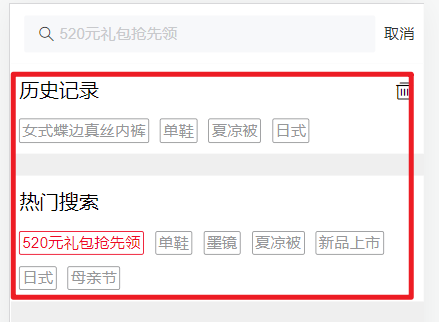 520元礼包抢先领 取消
历史记录
女式蝶边真丝内裤 单鞋 夏凉被 日式
热门搜索
520元礼包抢先领 单鞋 墨镜 夏凉被 新品上市
日式 母亲节